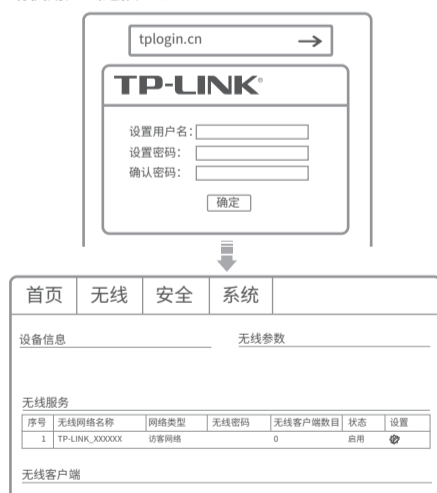 tplogin.cn
TP-LINK®
设置用户名:
设置密码:
确认密码:
确定
首页 无线 安全 系统
设备信息 无线参数
无线服务
序号 无线网络名称 网络类型 无线密码 无线客户端数目 状态 设置
1 TP-LINK_XXXXXX 访客网络 0 启用
无线客户端